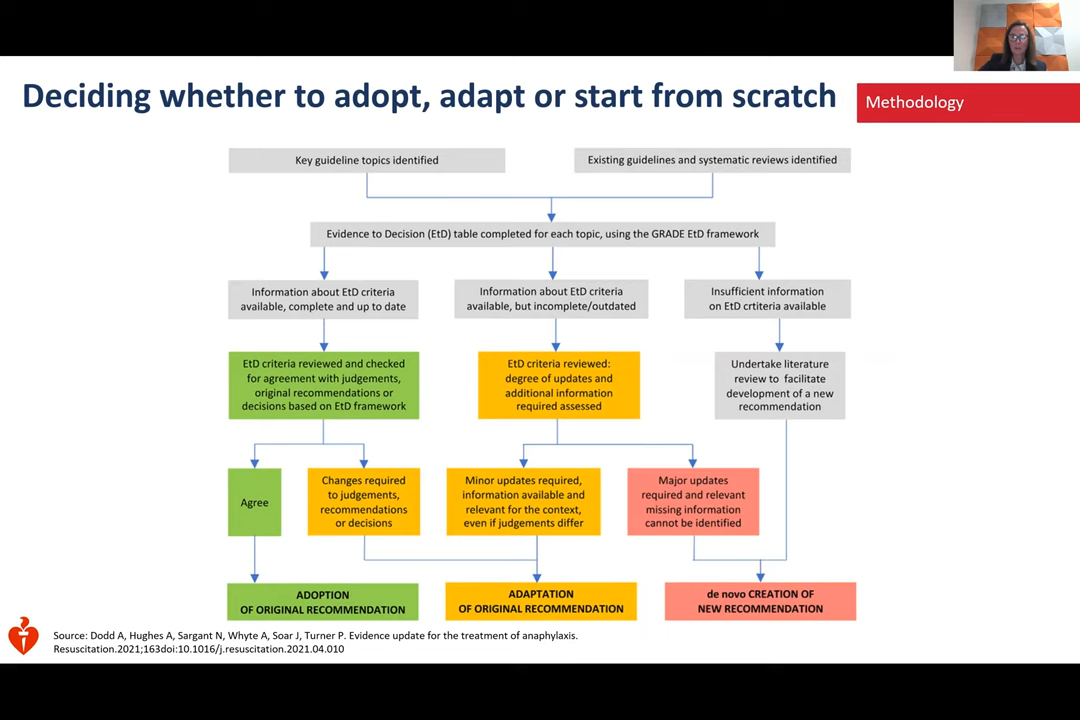 Deciding whether to adopt, adapt or start from scratch
Methodology
Key guideline topics identified
Existing guidelines and systematic reviews identified
Evidence to Decision (EtD) table completed for each topic, using the GRADE EtD framework
Information about EtD criteria
available, complete and up to date
Information about EtD criteria
available, but incomplete/outdated
Insufficient information
on EtD crtiteria available
EtD criteria reviewed and checked
for agreement with judgements,
original recommendations or
decisions based on EtD framework
EtD criteria reviewed:
degree of updates and
additional information
required assessed
Undertake literature
review to facilitate
development of a new
recommendation
Agree
Changes required
to judgements,
recommendations
or decisions
Minor updates required,
information available and
relevant for the context,
even if judgements differ
Major updates
required and relevant
missing information
cannot be identified
ADOPTION
OF ORIGINAL RECOMMENDATION
ADAPTATION
OF ORIGINAL RECOMMENDATION
de novo CREATION OF
NEW RECOMMENDATION
Source: Dodd A, Hughes A, Sargant N, Whyte A, Soar J, Turner P. Evidence update for the treatment of anaphylaxis.
Resuscitation.2021;163doi:10.1016/j.resuscitation.2021.04.010